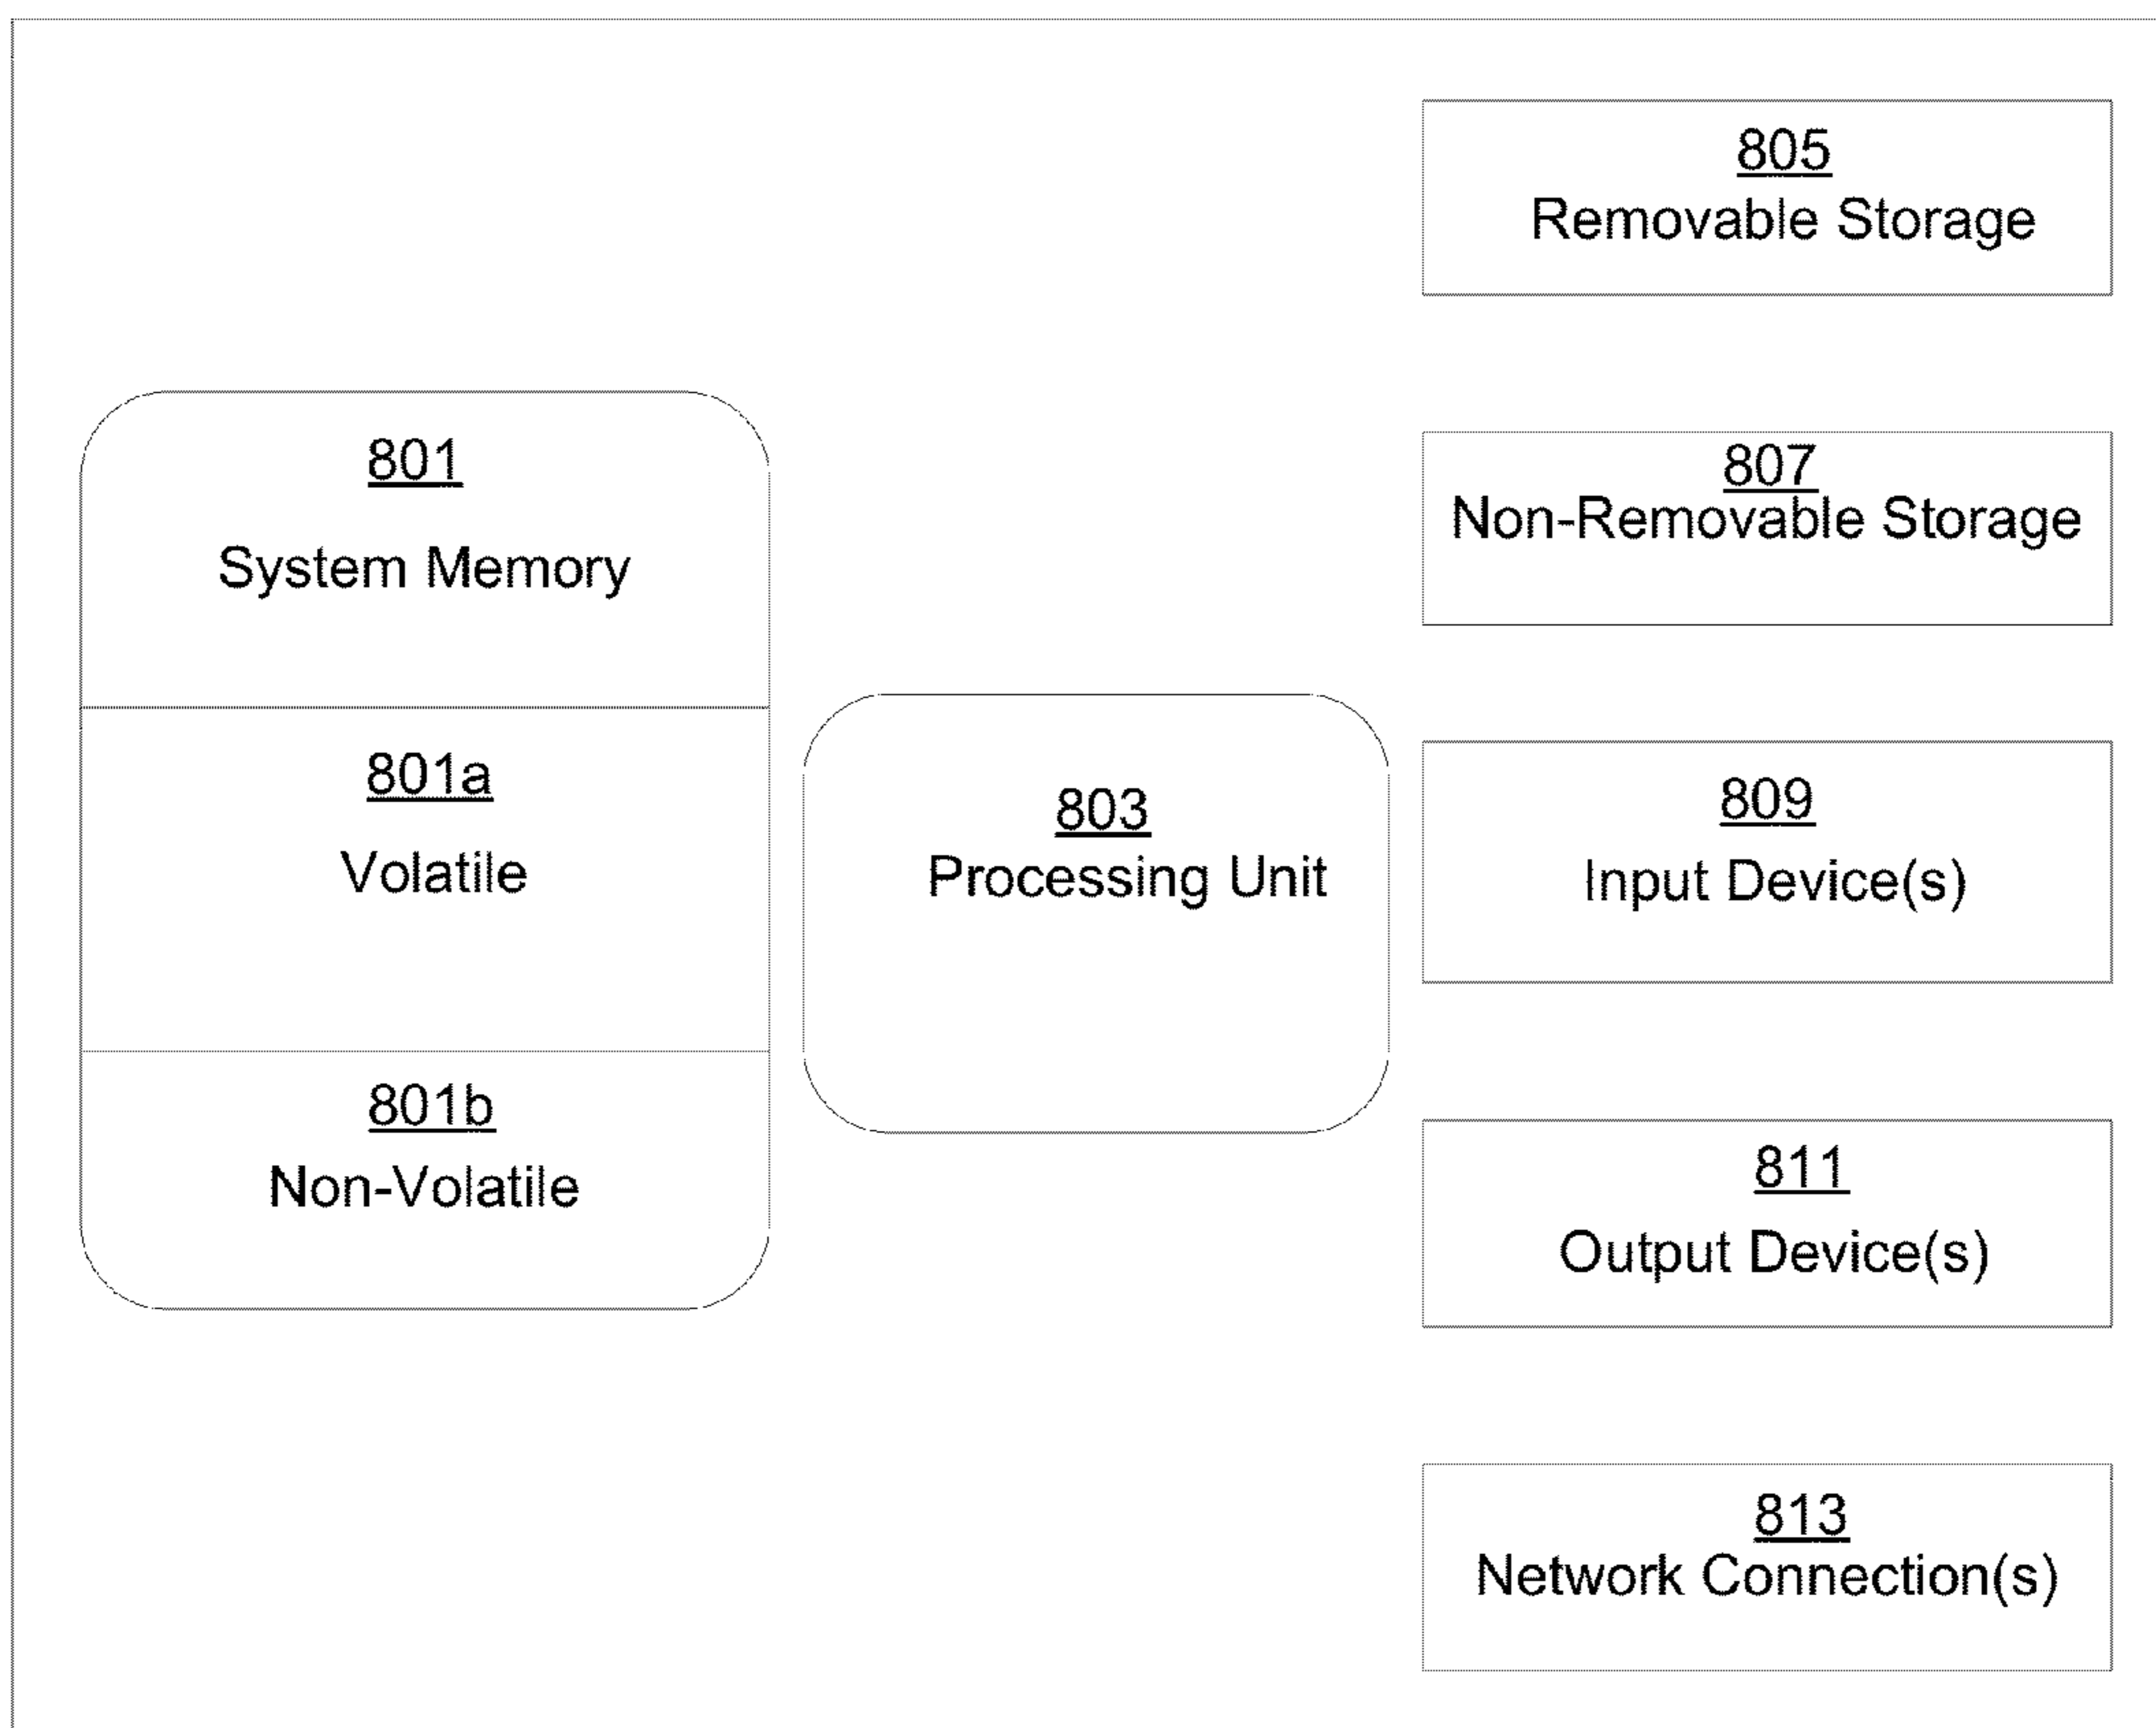 801
System Memory
801a
Volatile
801b
Non-Volatile
803
Processing Unit
805
Removable Storage
807
Non-Removable Storage
809
Input Device(s)
811
Output Device(s)
813
Network Connection(s)